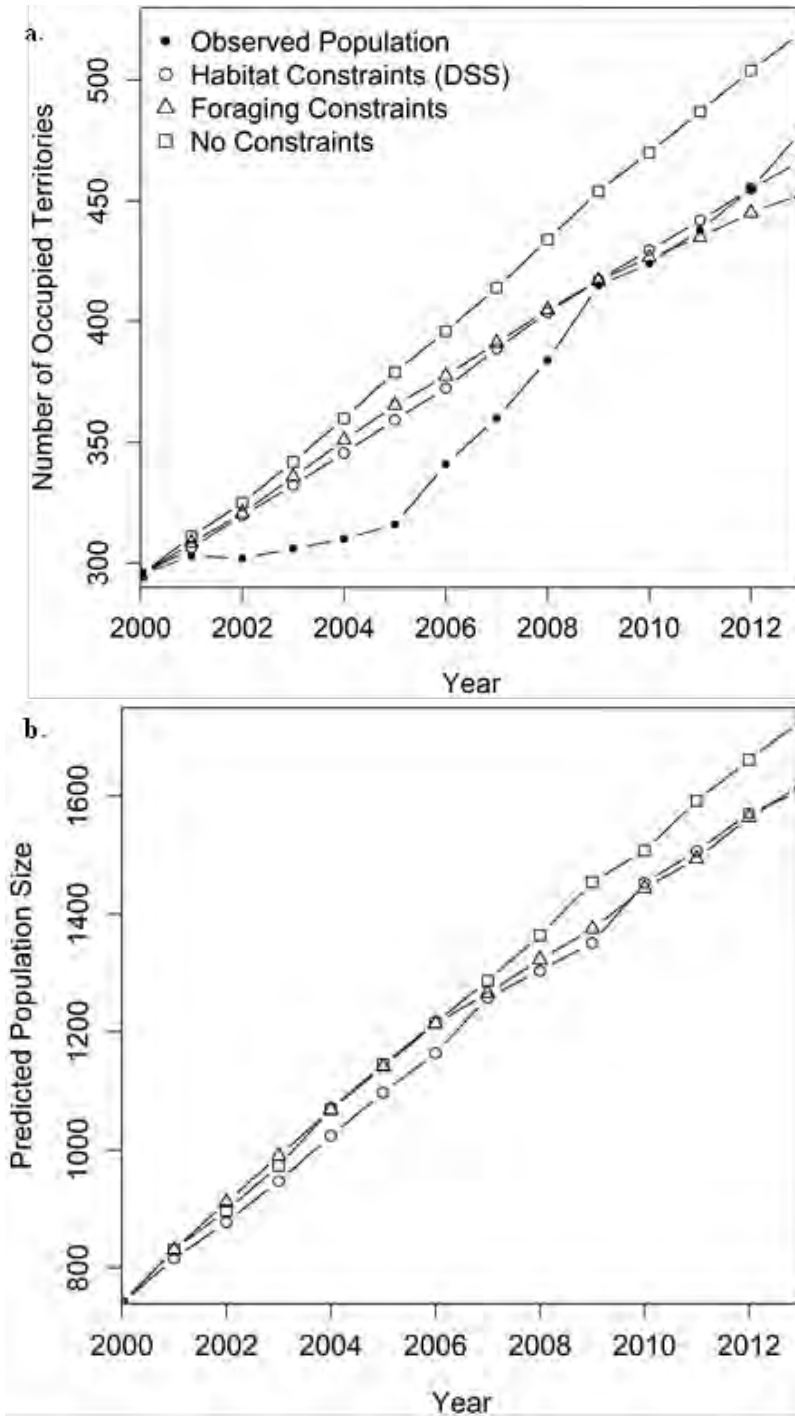 a.
Observed Population
Habitat Constraints (DSS)
Foraging Constraints
No Constraints
Number of Occupied Territories
500
450
400
350
300
2000 2002 2004 2006 2008 2010 2012
Year
b.
Predicted Population Size
1600
1400
1200
1000
800
2000 2002 2004 2006 2008 2010 2012
Year